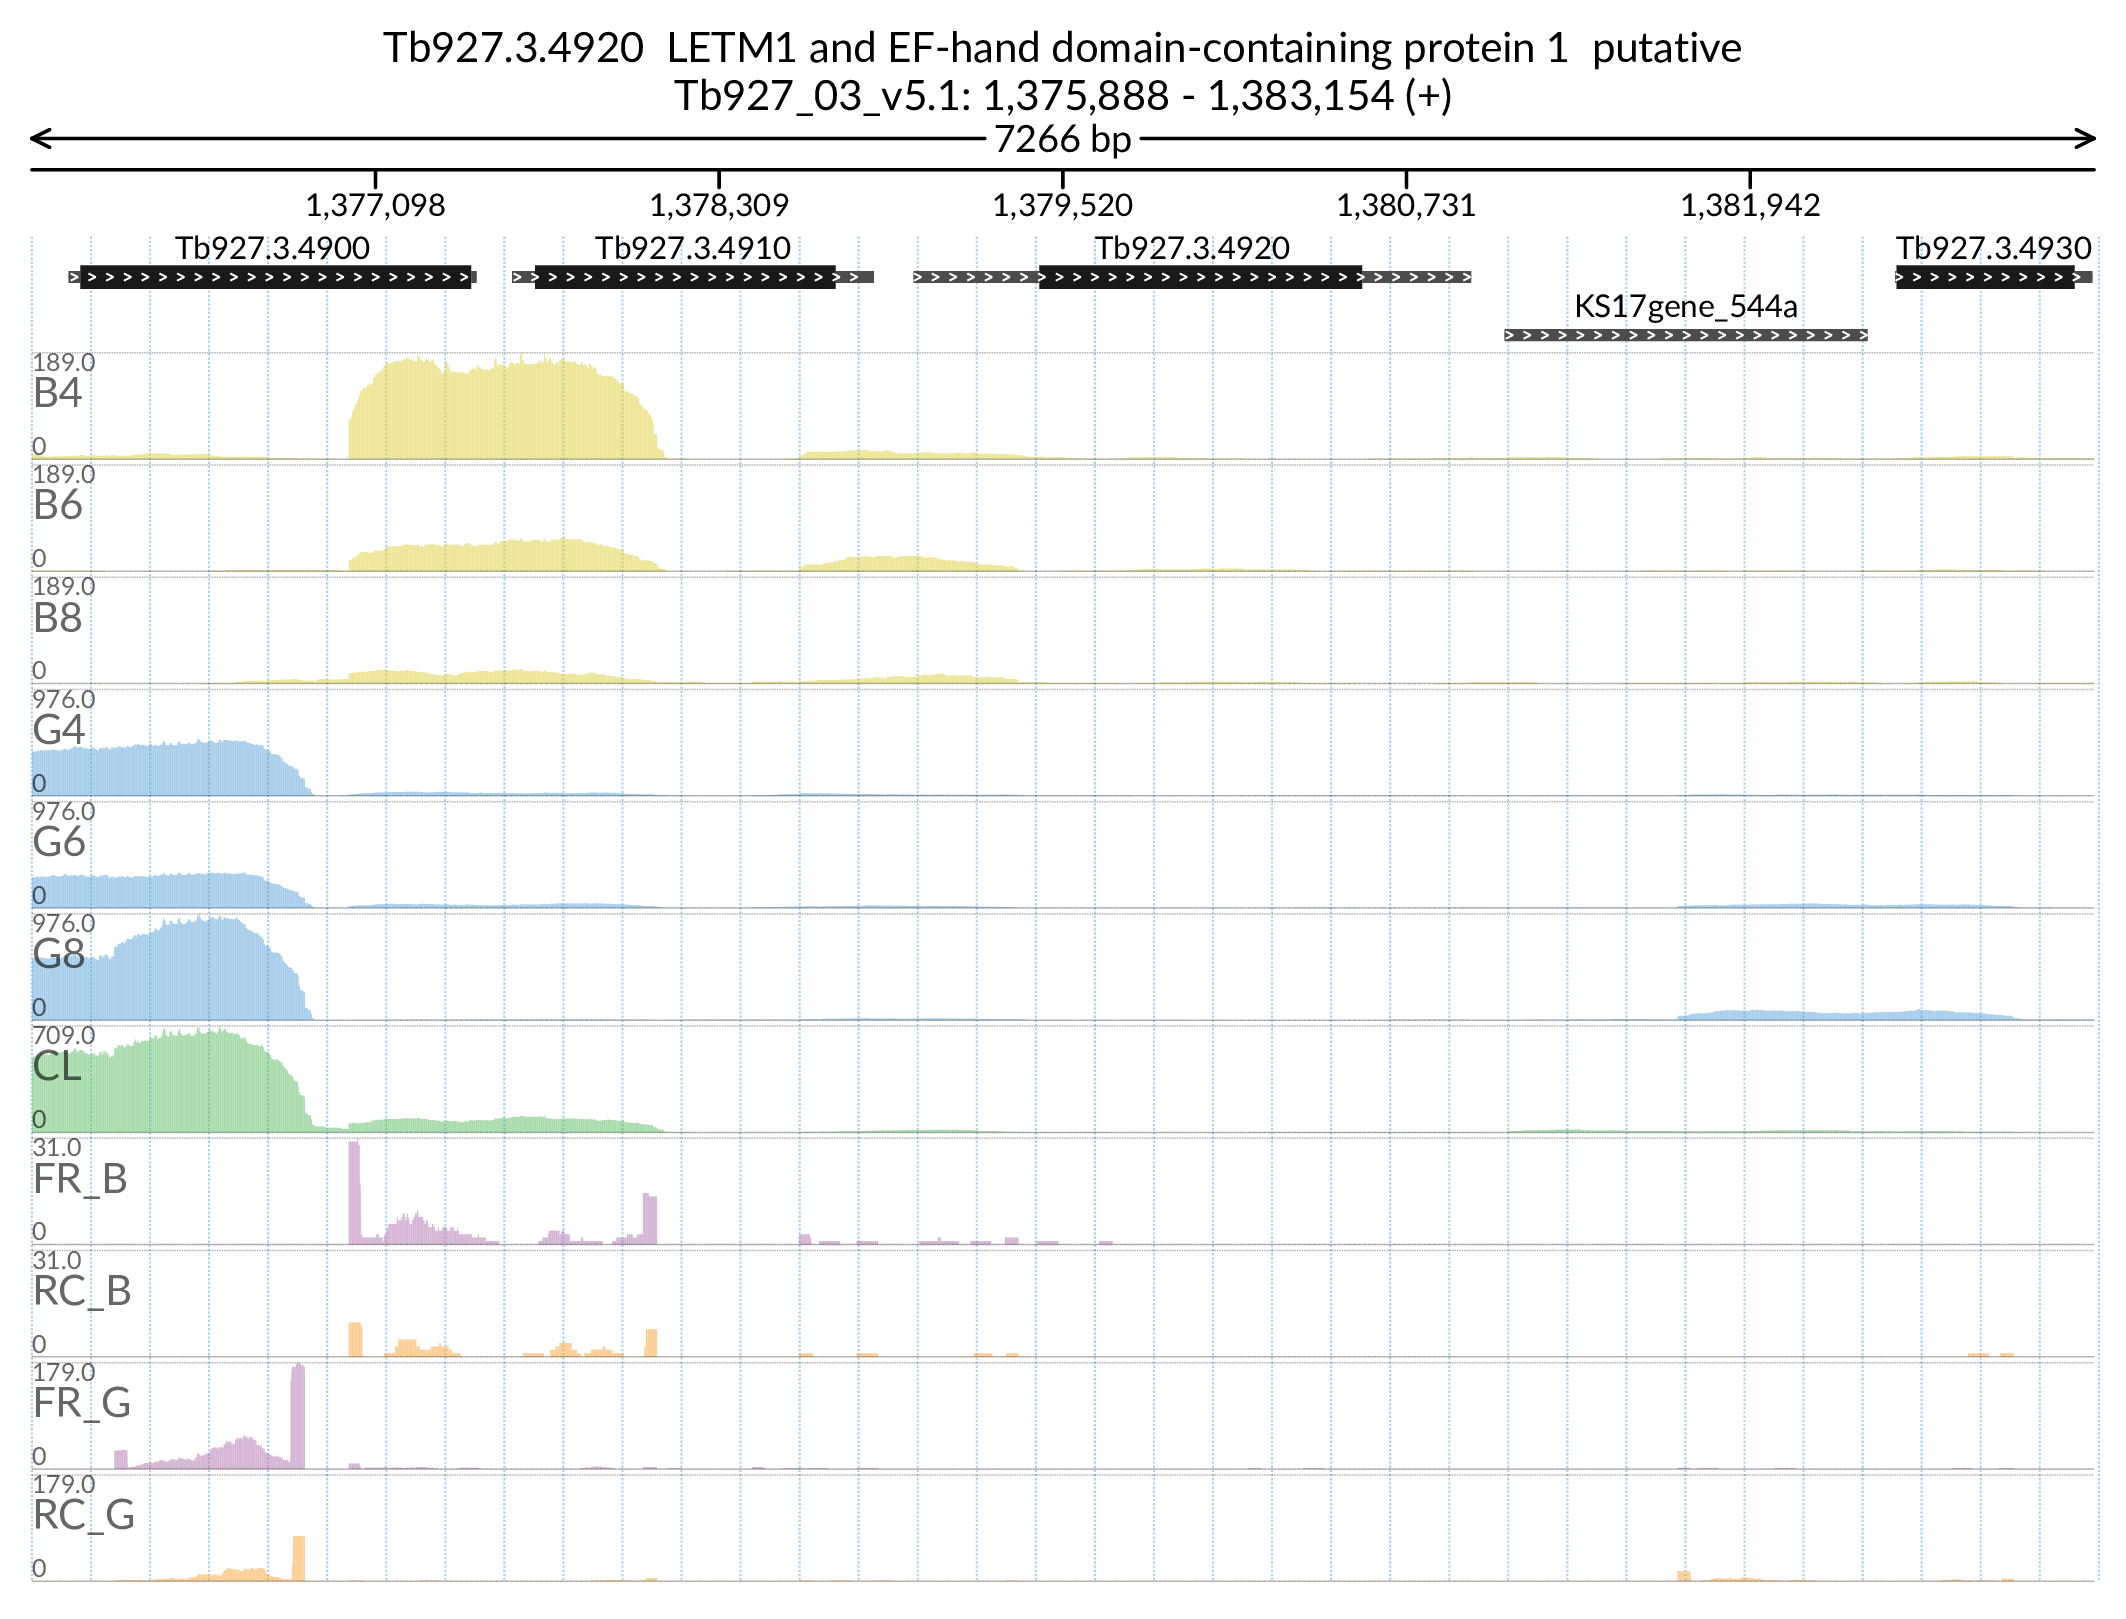 Tb927.3.4920  LETM1 and EF-hand domain-containing protein 1  putative
Tb927_03_v5.1: 1,375,888 - 1,383,154 (+)
7266 bp
1,377,098 1,378,309 1,379,520 1,380,731 1,381,942
Tb927.3.4900 Tb927.3.4910 Tb927.3.4920 Tb927.3.4930
KS17gene_544a
189.0
B4
0
189.0
B6
0
189.0
B8
0
976.0
G4
0
976.0
G6
0
976.0
G8
0
709.0
CL
0
31.0
FR_B
0
31.0
RC_B
0
179.0
FR_G
0
179.0
RC_G
0